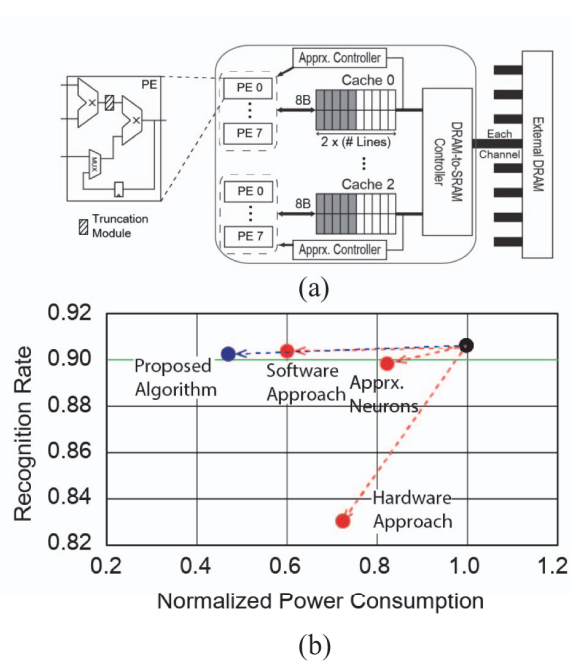 Apprx. Controller
PE
PE 0
PE 7
8B
Cache 0
2 x (# Lines)
MUX
x
x
Truncation
Module
PE 0
PE 7
8B
Cache 2
Apprx. Controller
DRAM-to-SRAM
Controller
Each
Channel
External DRAM
(a)
Recognition Rate
0.92
0.90
0.88
0.86
0.84
0.82
Proposed
Algorithm
Software
Approach
Apprx.
Neurons
Hardware
Approach
0.2
0.4
0.6
0.8
1.0
1.2
Normalized Power Consumption
(b)